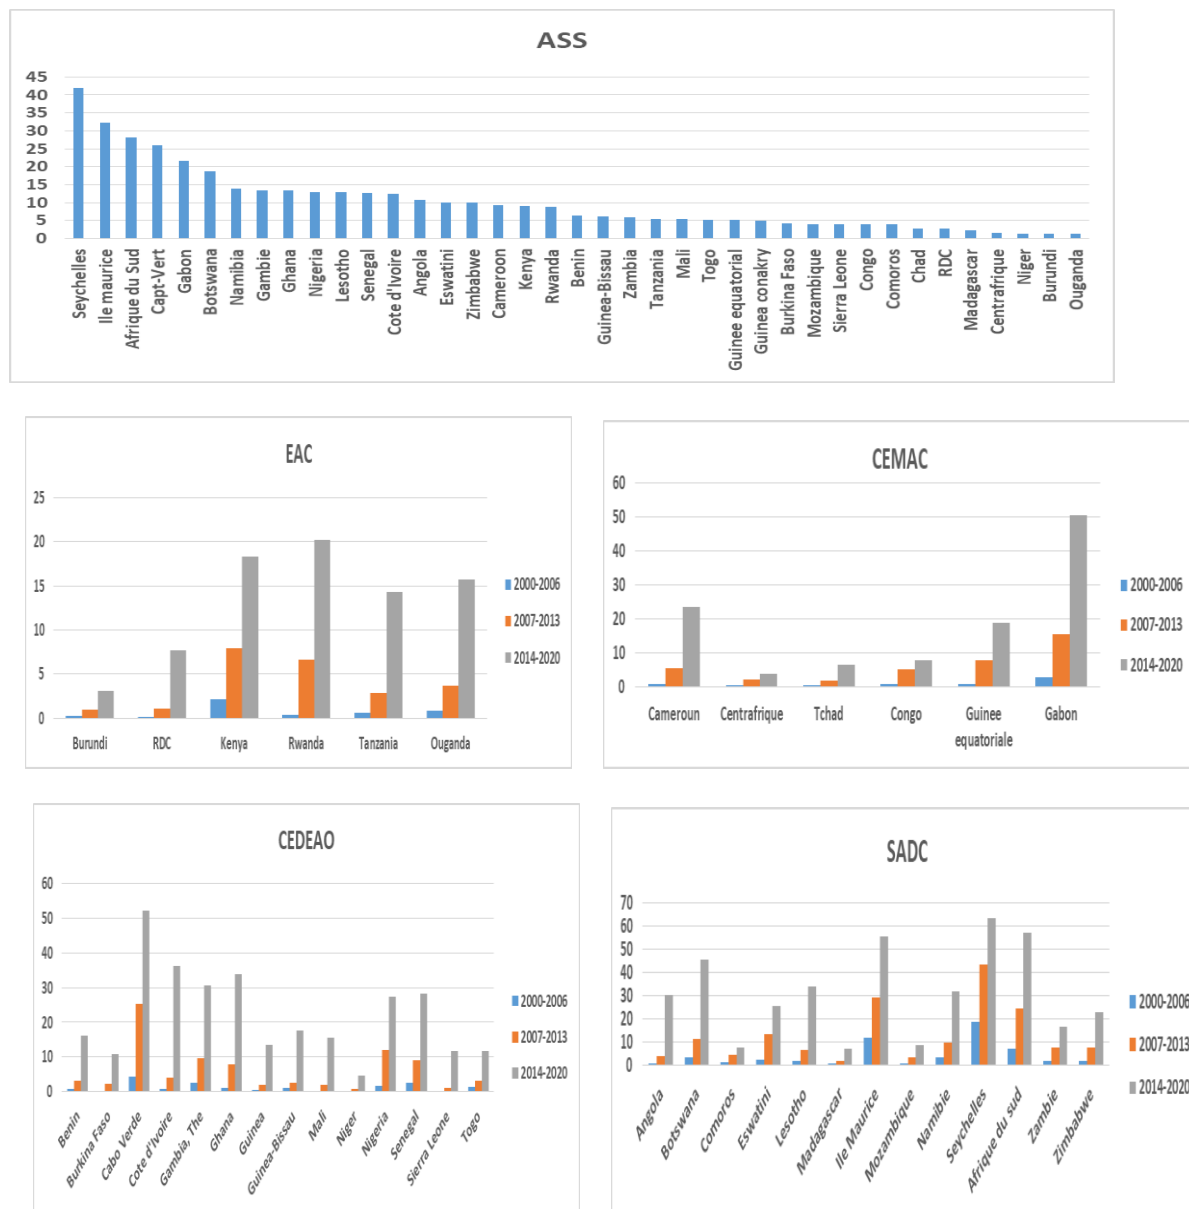 ASS
45
40
35
30
25
20
15
10
5
0
Seychelles
Ile maurice
Afrique du Sud
Capt-Vert
Gabon
Botswana
Namibia
Gambie
Ghana
Nigeria
Lesotho
Senegal
Cote d'Ivoire
Angola
Eswatini
Zimbabwe
Cameroon
Kenya
Rwanda
Benin
Guinea-Bissau
Zambia
Tanzania
Mali
Togo
Guinee equatorial
Guinea conakry
Burkina Faso
Mozambique
Sierra Leone
Congo
Comoros
Chad
RDC
Madagascar
Centrafrique
Niger
Burundi
Ouganda
EAC
25
20
15
10
5
0
Burundi
RDC
Kenya
Rwanda
Tanzania
Ouganda
2000-2006
2007-2013
2014-2020
CEMAC
60
50
40
30
20
10
0
Cameroun
Centrafrique
Tchad
Congo
Guinee
equatoriale
Gabon
2000-2006
2007-2013
2014-2020
CEDEAO
60
50
40
30
20
10
0
Benin
Burkina Faso
Cabo Verde
Cote d'Ivoire
Gambia, The
Ghana
Guinea
Guinea-Bissau
Mali
Niger
Nigeria
Senegal
Sierra Leone
Togo
2000-2006
2007-2013
2014-2020
SADC
70
60
50
40
30
20
10
0
Angola
Botswana
Comoros
Eswatini
Lesotho
Madagascar
Ile Maurice
Mozambique
Namibie
Seychelles
Afrique du sud
Zambie
Zimbabwe
2000-2006
2007-2013
2014-2020